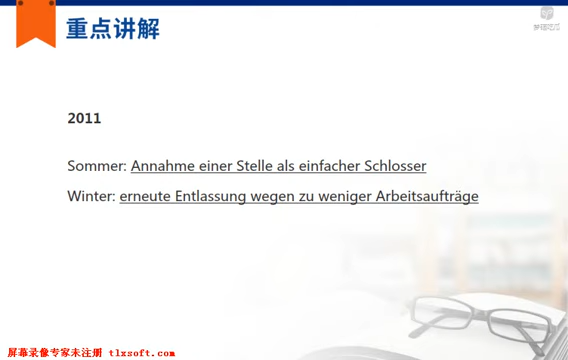 重点讲解
2011
Sommer: Annahme einer Stelle als einfacher Schlosser
Winter: erneute Entlassung wegen zu weniger Arbeitsaufträge
屏幕录像专家未注册 tlxsoft.com